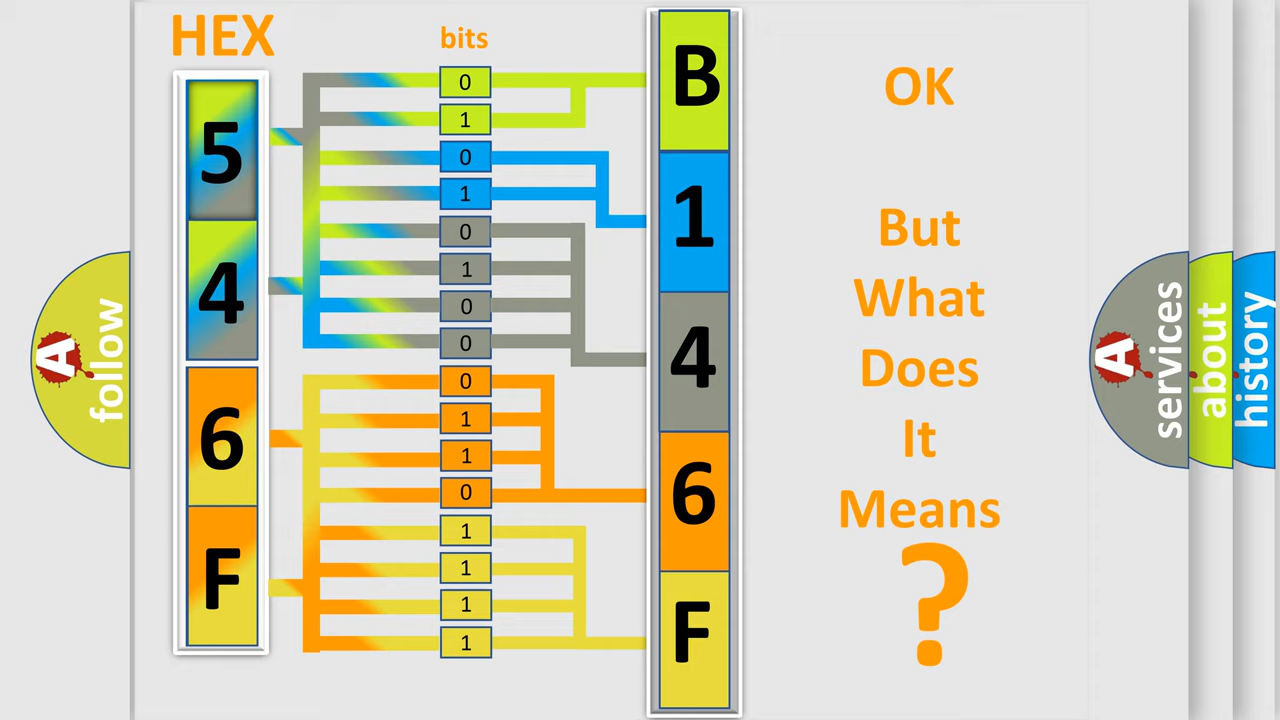 HEX
bits
5
4
6
F
0
1
0
1
0
1
0
0
0
1
1
0
1
1
1
1
B
1
4
6
F
OK
But
What
Does
It
Means
?
A
follow
A
services
about
history